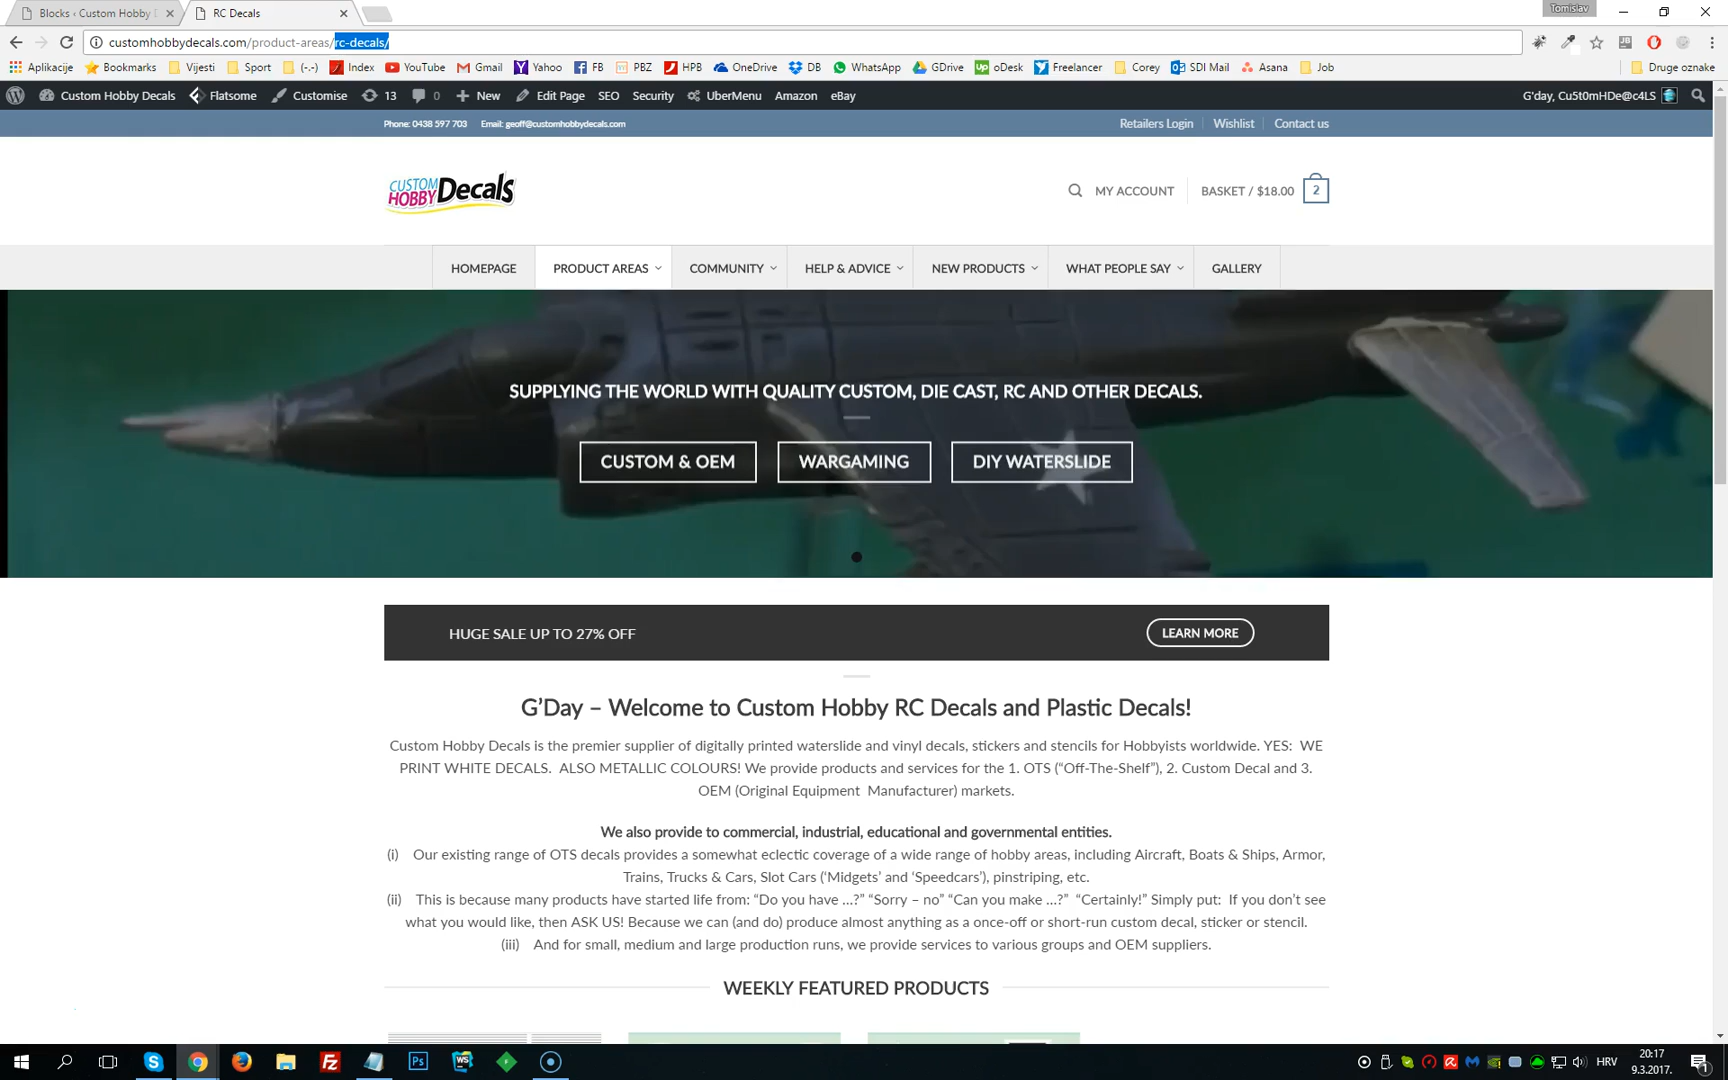 Blocks ‹ Custom Hobby D
RC Decals
Tomislav
customhobbydecals.com/product-areas/rc-decals/
Aplikacije Bookmarks Vijesti Sport (-.-) Index YouTube Gmail Yahoo FB PBZ HPB OneDrive DB WhatsApp GDrive oDesk Freelancer Corey SDI Mail Asana Job Druge oznake
Custom Hobby Decals Flatsome Customise 13 0 New Edit Page SEO Security UberMenu Amazon eBay G'day, Cu5t0mHDe@c4LS
Phone: 0438 597 703 Email: geoff@customhobbydecals.com Retailers Login Wishlist Contact us
CUSTOM HOBBY Decals
MY ACCOUNT BASKET / $18.00 2
HOMEPAGE PRODUCT AREAS COMMUNITY HELP & ADVICE NEW PRODUCTS WHAT PEOPLE SAY GALLERY
SUPPLYING THE WORLD WITH QUALITY CUSTOM, DIE CAST, RC AND OTHER DECALS.
CUSTOM & OEM WARGAMING DIY WATERSLIDE
HUGE SALE UP TO 27% OFF LEARN MORE
G’Day – Welcome to Custom Hobby RC Decals and Plastic Decals!
Custom Hobby Decals is the premier supplier of digitally printed waterslide and vinyl decals, stickers and stencils for Hobbyists worldwide. YES: WE
PRINT WHITE DECALS. ALSO METALLIC COLOURS! We provide products and services for the 1. OTS (“Off-The-Shelf”), 2. Custom Decal and 3.
OEM (Original Equipment Manufacturer) markets.
We also provide to commercial, industrial, educational and governmental entities.
(i) Our existing range of OTS decals provides a somewhat eclectic coverage of a wide range of hobby areas, including Aircraft, Boats & Ships, Armor,
Trains, Trucks & Cars, Slot Cars (‘Midgets’ and ‘Speedcars’), pinstriping, etc.
(ii) This is because many products have started life from: “Do you have …?” “Sorry – no” “Can you make …?” “Certainly!” Simply put: If you don’t see
what you would like, then ASK US! Because we can (and do) produce almost anything as a once-off or short-run custom decal, sticker or stencil.
(iii) And for small, medium and large production runs, we provide services to various groups and OEM suppliers.
WEEKLY FEATURED PRODUCTS
HRV
20:17
9.3.2017.
1